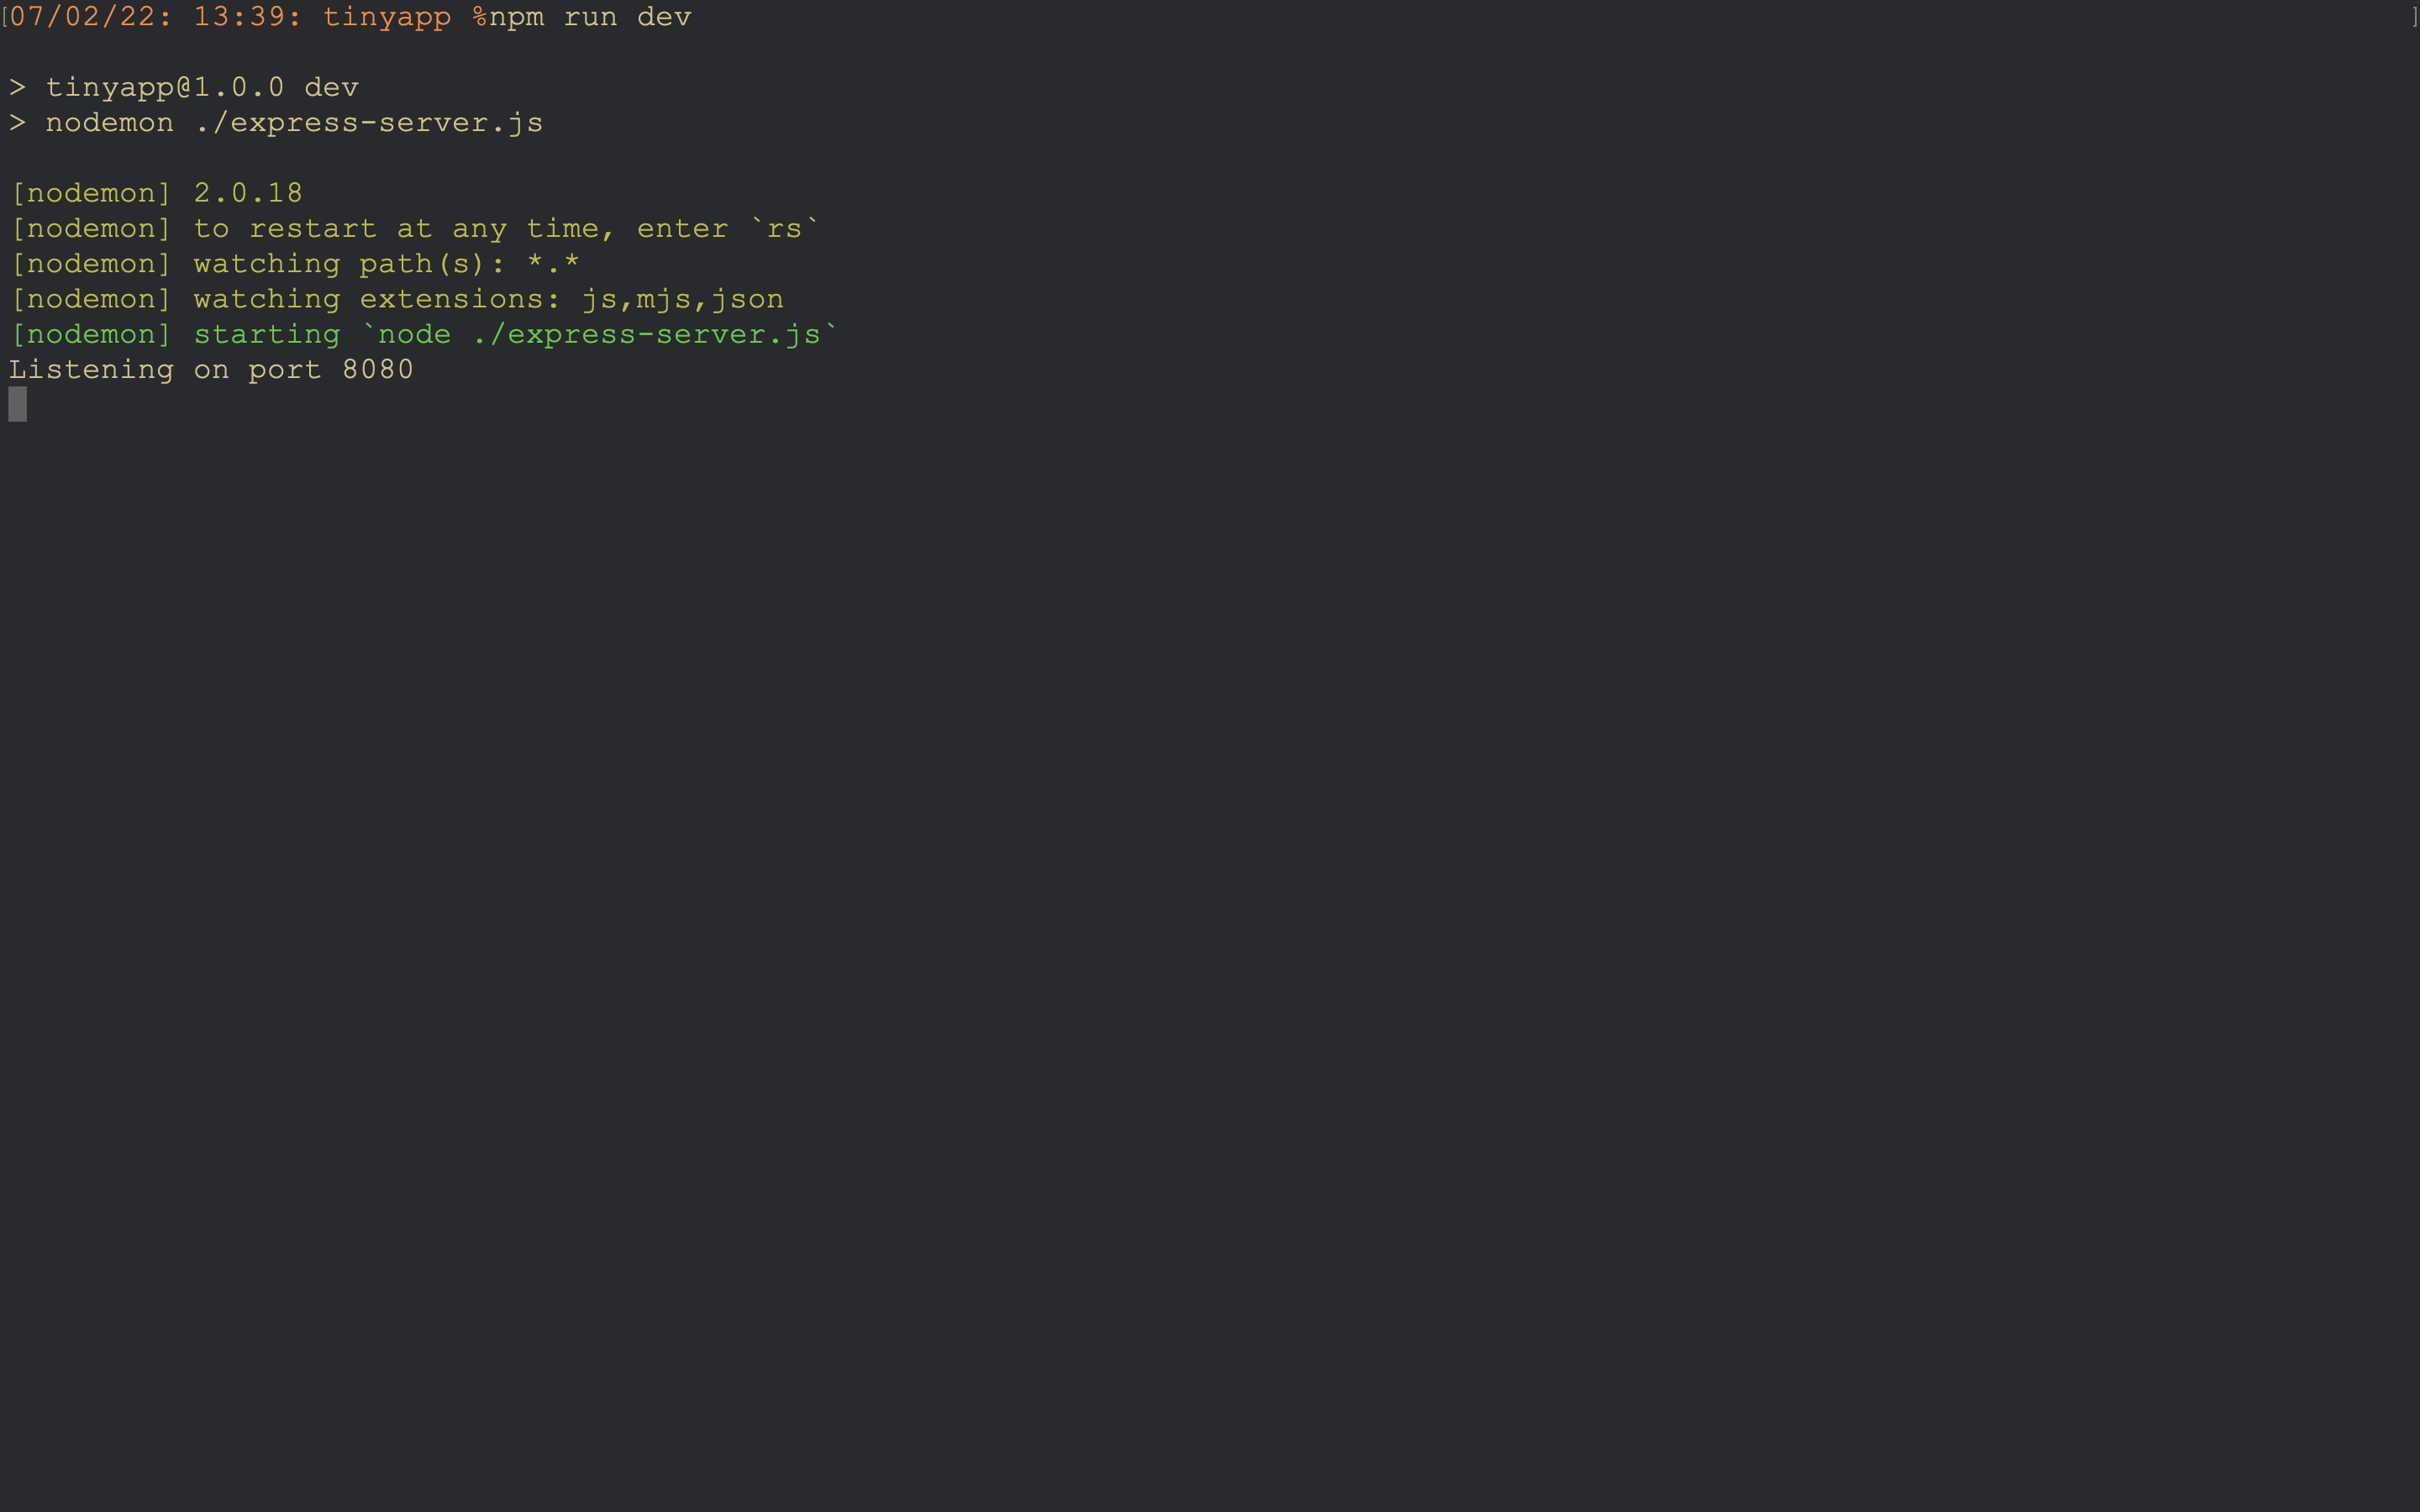 [07/02/22: 13:39: tinyapp %npm run dev ]
> tinyapp@1.0.0 dev
> nodemon ./express-server.js
[nodemon] 2.0.18
[nodemon] to restart at any time, enter `rs`
[nodemon] watching path(s): *.*
[nodemon] watching extensions: js,mjs,json
[nodemon] starting `node ./express-server.js`
Listening on port 8080